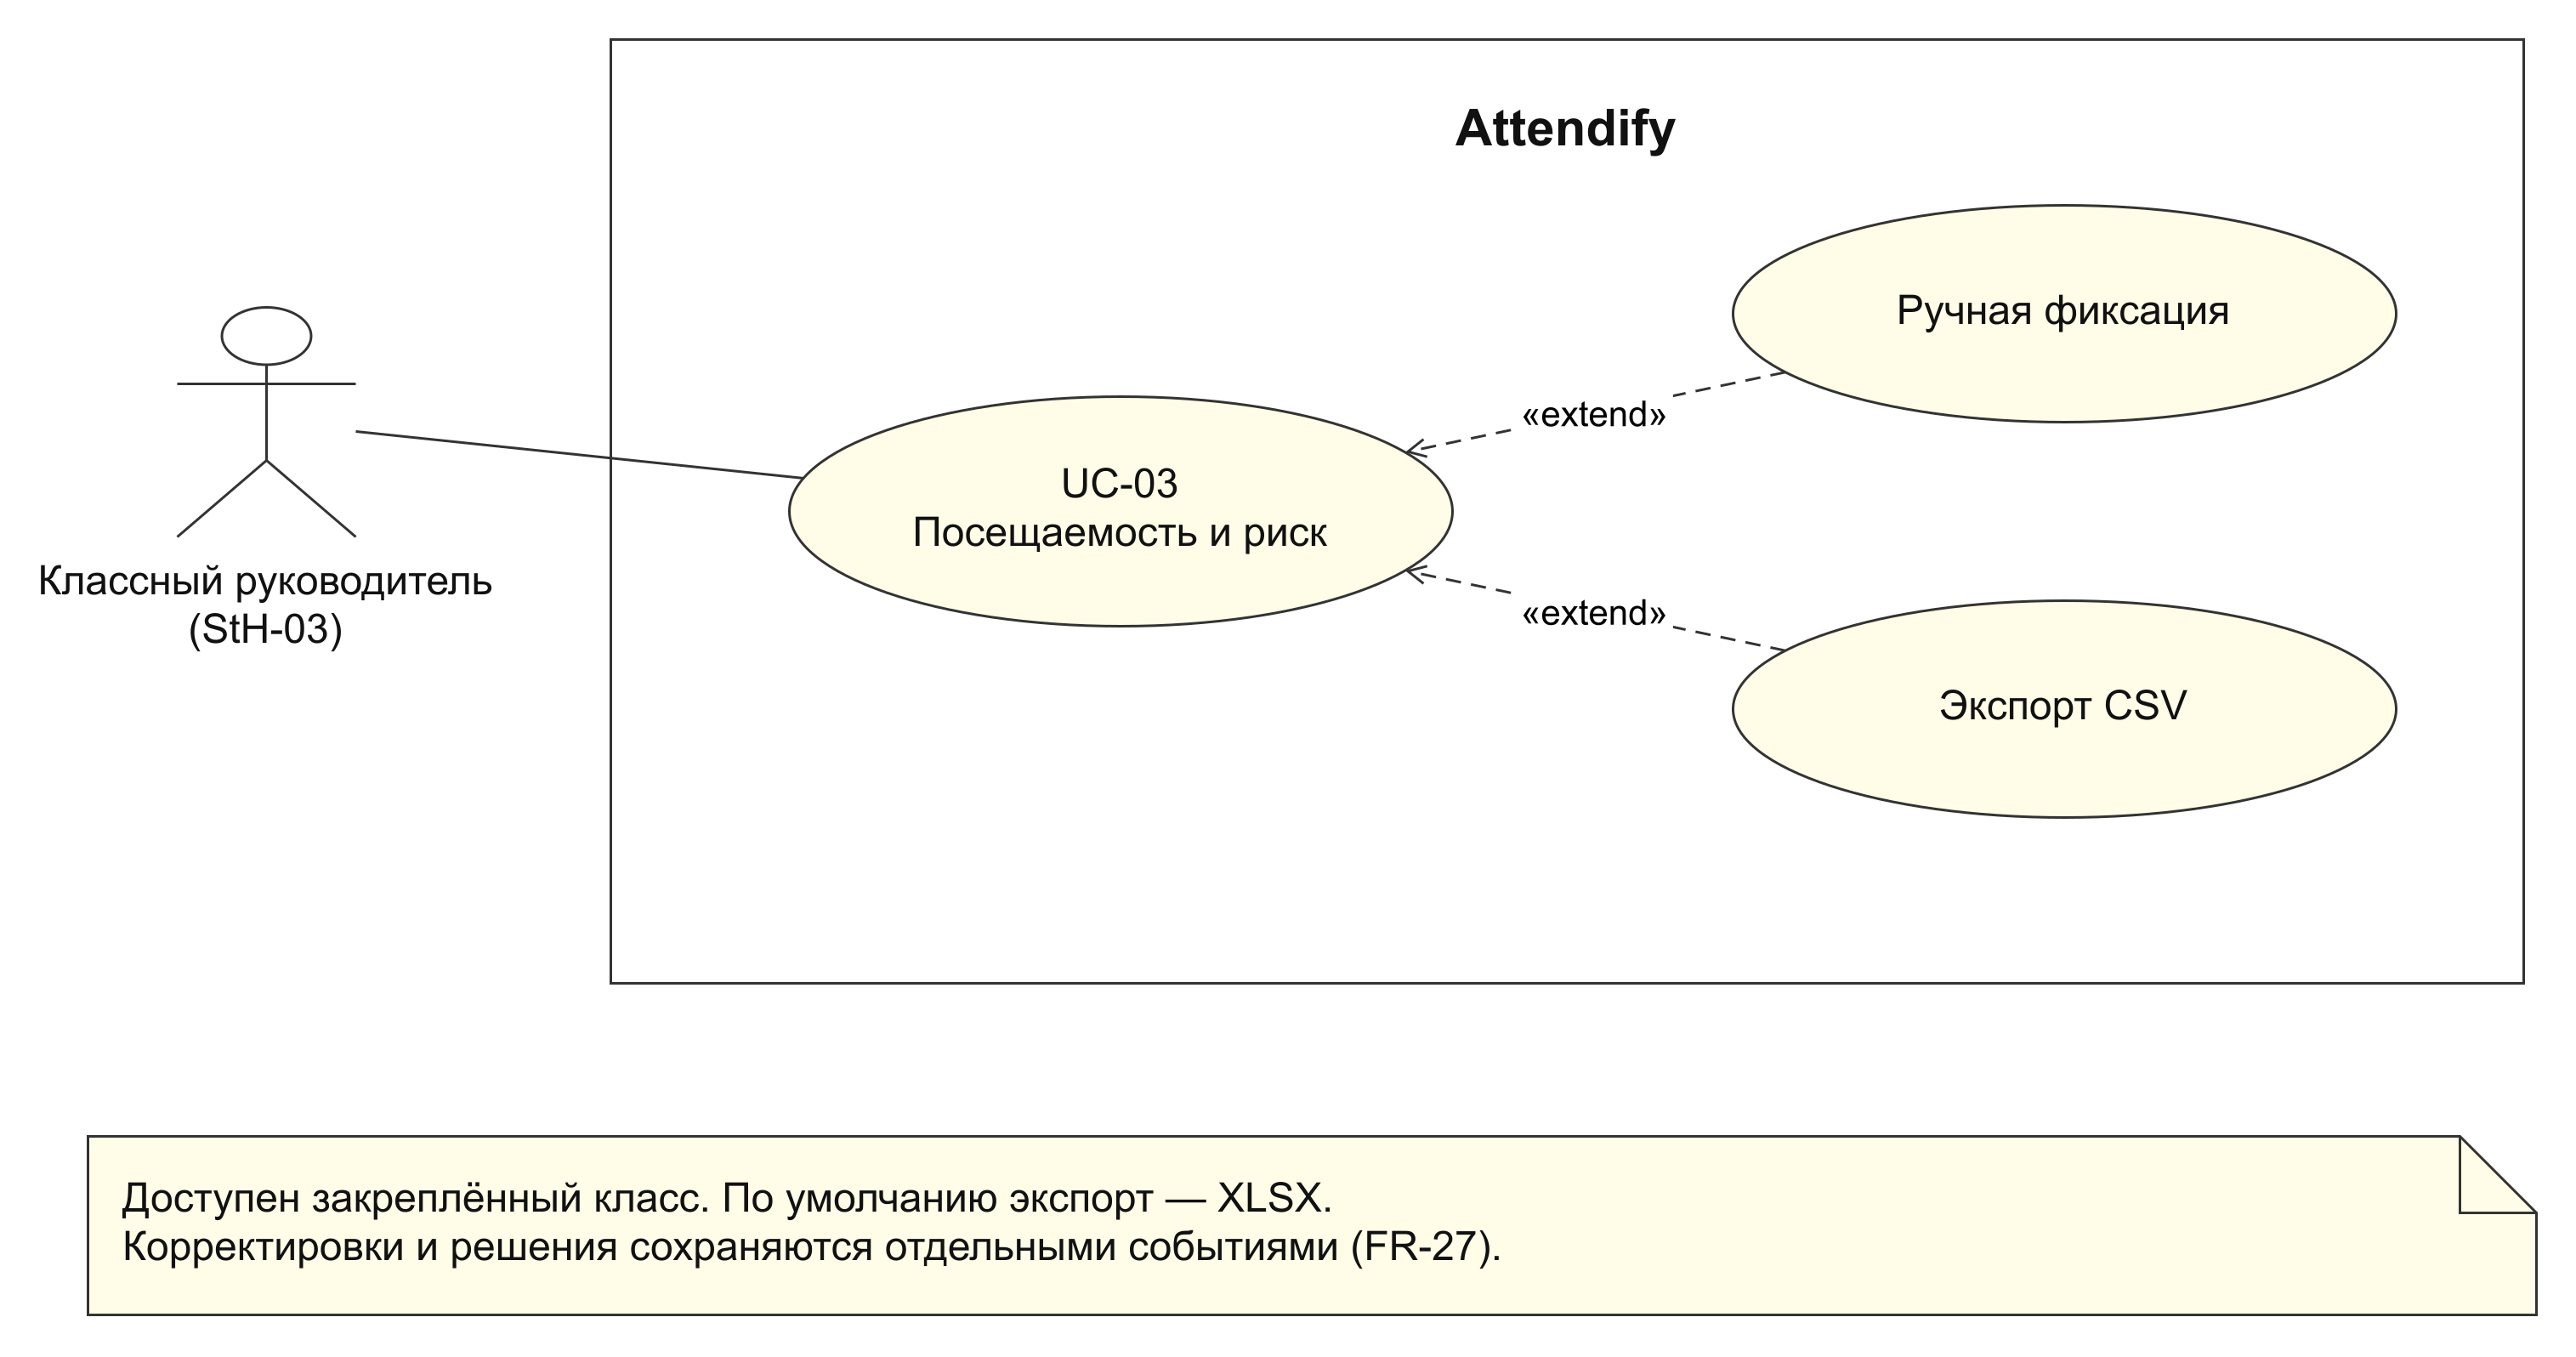 Attendify
Ручная фиксация
«extend»
UC-03
Посещаемость и риск
Классный руководитель
(StH-03)
«extend»
Экспорт CSV
Доступен закреплённый класс. По умолчанию экспорт — XLSX.
Корректировки и решения сохраняются отдельными событиями (FR-27).